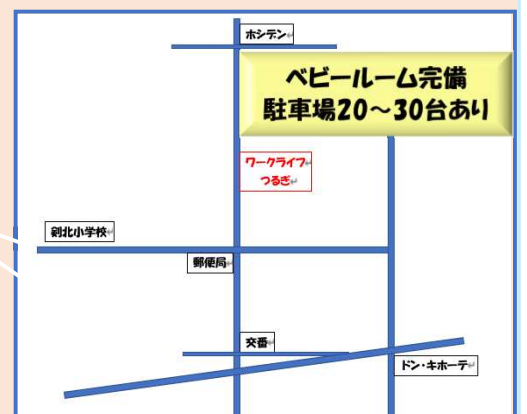 ホシデン
ベビールーム完備
駐車場20～30台あり
ワークライフ
つるぎ
剣北小学校
郵便局
交番
ドン・キホーテ